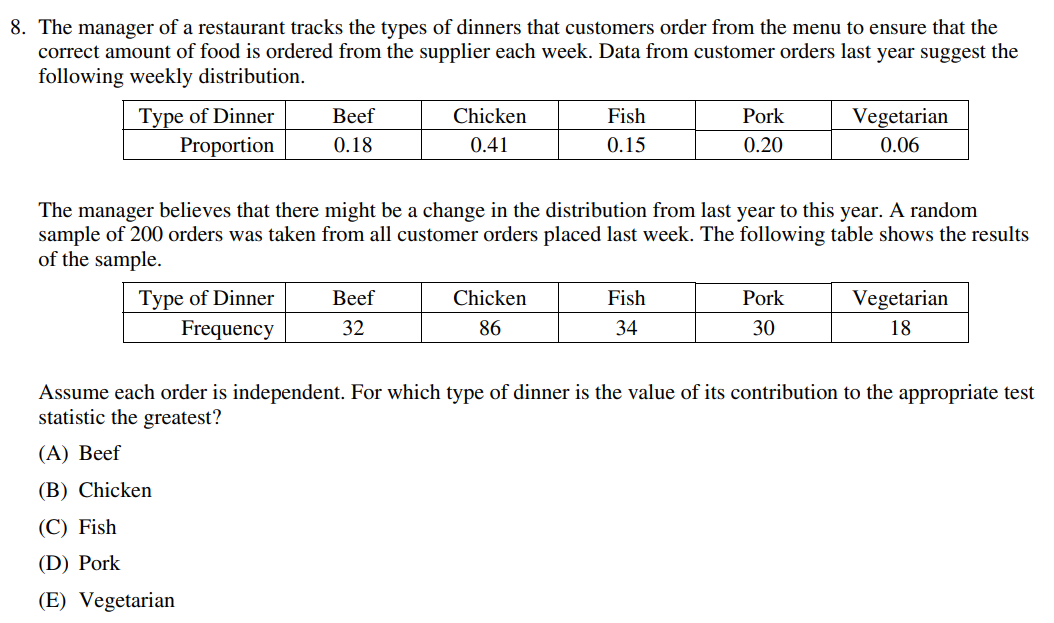 8. The manager of a restaurant tracks the types of dinners that customers order from the menu to ensure that the
correct amount of food is ordered from the supplier each week. Data from customer orders last year suggest the
following weekly distribution.
Type of Dinner Beef Chicken Fish Pork Vegetarian
Proportion 0.18 0.41 0.15 0.20 0.06
The manager believes that there might be a change in the distribution from last year to this year. A random
sample of 200 orders was taken from all customer orders placed last week. The following table shows the results
of the sample.
Type of Dinner Beef Chicken Fish Pork Vegetarian
Frequency 32 86 34 30 18
Assume each order is independent. For which type of dinner is the value of its contribution to the appropriate test
statistic the greatest?
(A) Beef
(B) Chicken
(C) Fish
(D) Pork
(E) Vegetarian